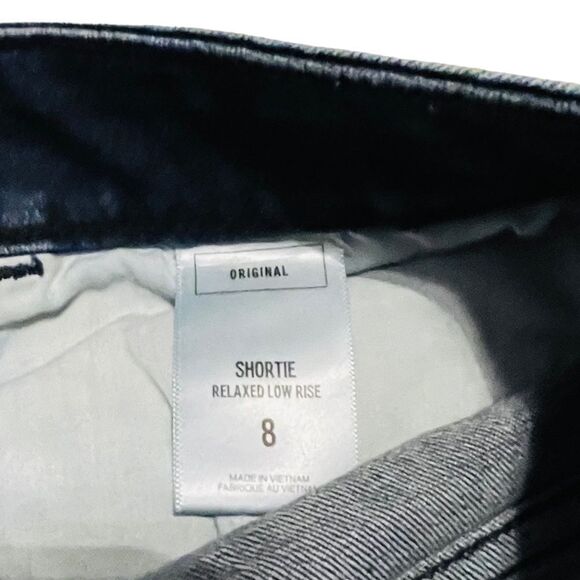 ORIGINAL
SHORTIE
RELAXED LOW RISE
8
MADE IN VIETNAM
FABRIQUÉ AU VIETNAM